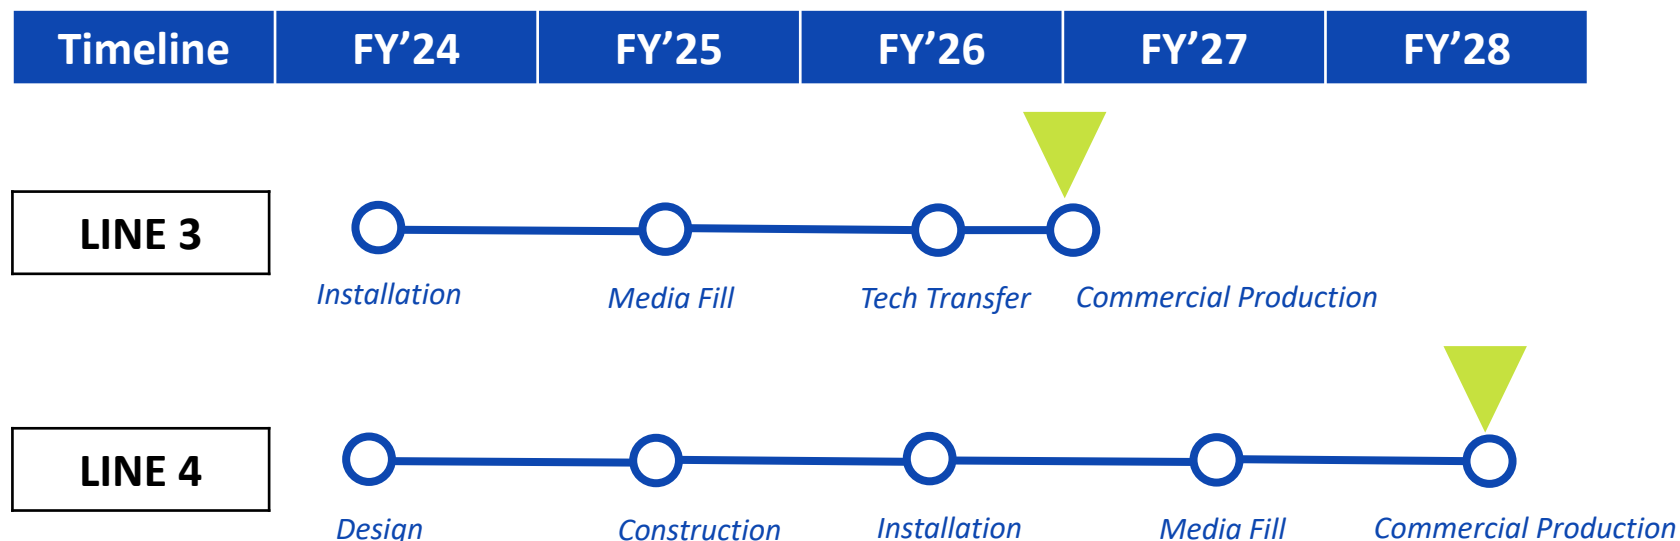 Timeline FY’24 FY’25 FY’26 FY’27 FY’28
LINE 3
Installation Media Fill Tech Transfer Commercial Production
LINE 4
Design Construction Installation Media Fill Commercial Production